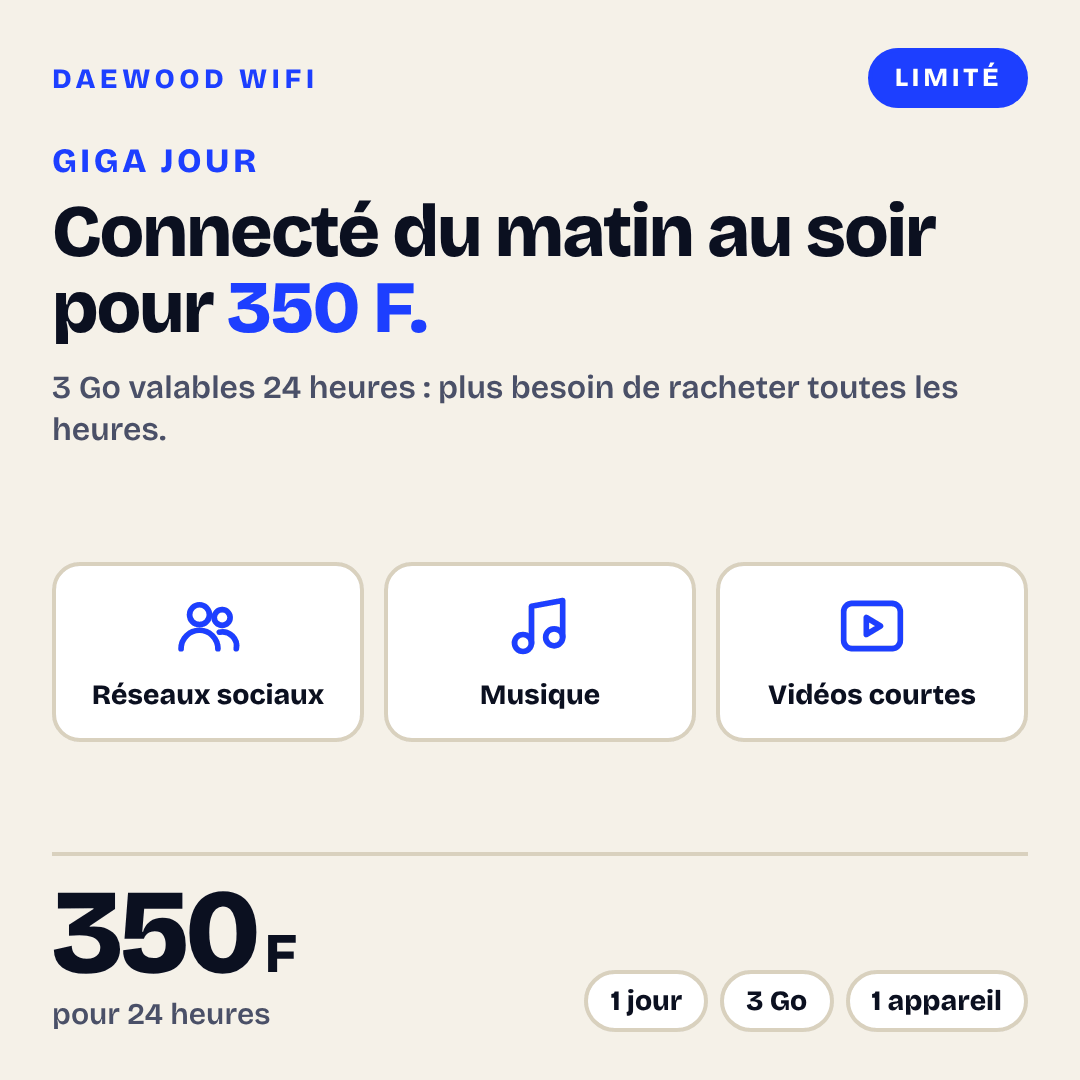 DAEWOOD WIFI
LIMITÉ
GIGA JOUR
Connecté du matin au soir
pour 350 F.
3 Go valables 24 heures : plus besoin de racheter toutes les
heures.
Réseaux sociaux
Musique
Vidéos courtes
350 F
pour 24 heures
1 jour
3 Go
1 appareil